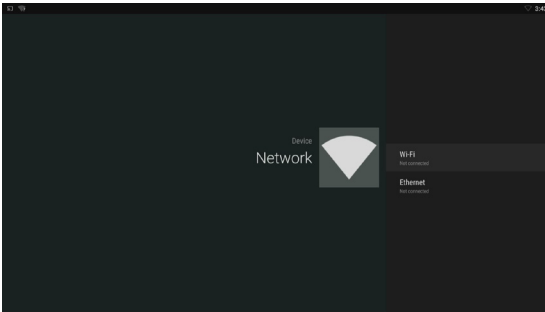 Device
Network
Wi-Fi
Not connected
Ethernet
Not connected